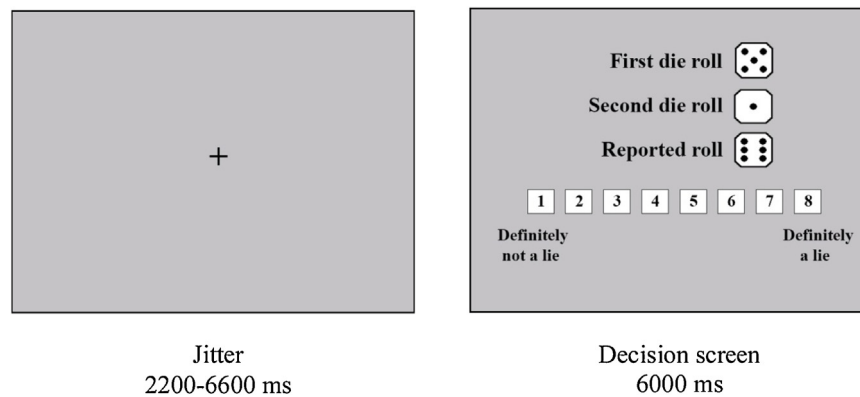 +
First die roll
Second die roll
Reported roll
1 2 3 4 5 6 7 8
Definitely
not a lie
Definitely
a lie
Jitter
2200-6600 ms
Decision screen
6000 ms